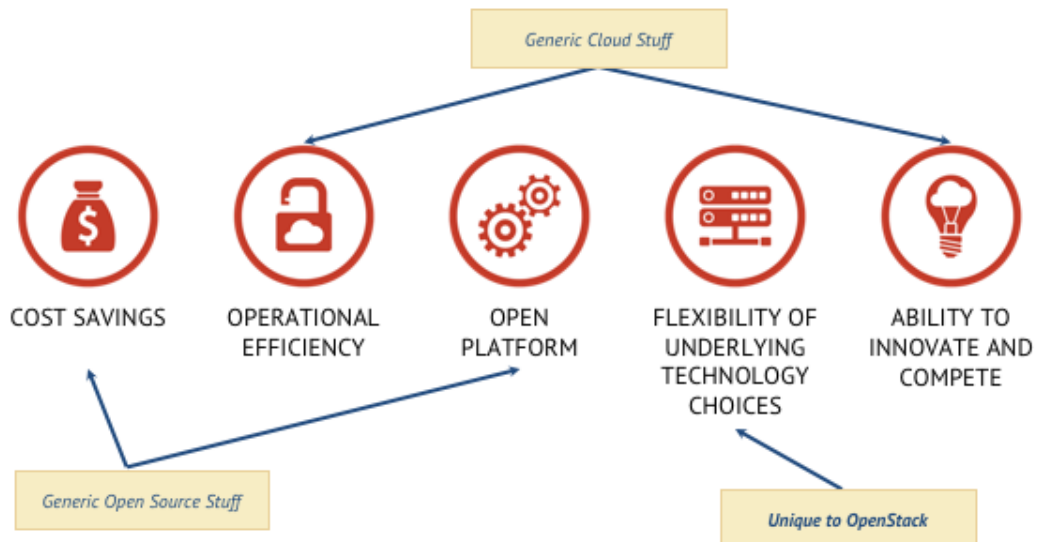 Generic Cloud Stuff
$
COST SAVINGS
OPERATIONAL
EFFICIENCY
OPEN
PLATFORM
FLEXIBILITY OF
UNDERLYING
TECHNOLOGY
CHOICES
ABILITY TO
INNOVATE AND
COMPETE
Generic Open Source Stuff
Unique to OpenStack